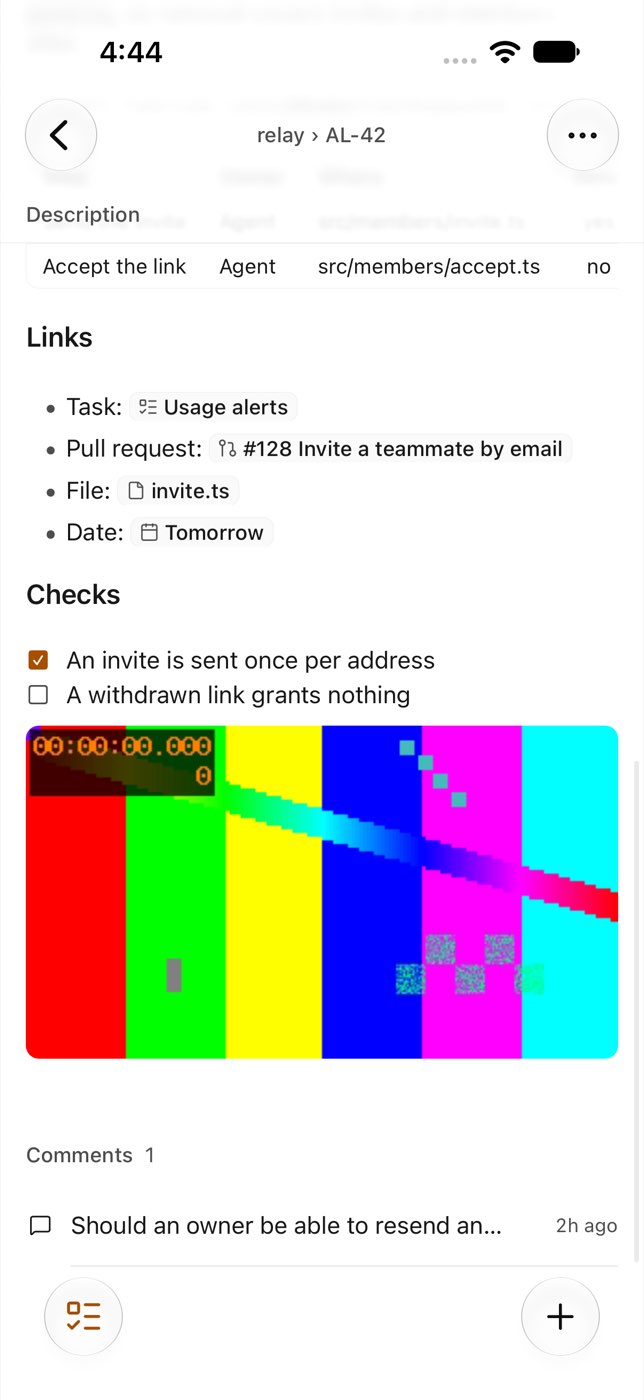 4:44
relay › AL-42
Description
Accept the link Agent src/members/accept.ts no
Links
Task: Usage alerts
Pull request: #128 Invite a teammate by email
File: invite.ts
Date: Tomorrow
Checks
An invite is sent once per address
A withdrawn link grants nothing
00:00:00.000
0
Comments 1
Should an owner be able to resend an... 2h ago